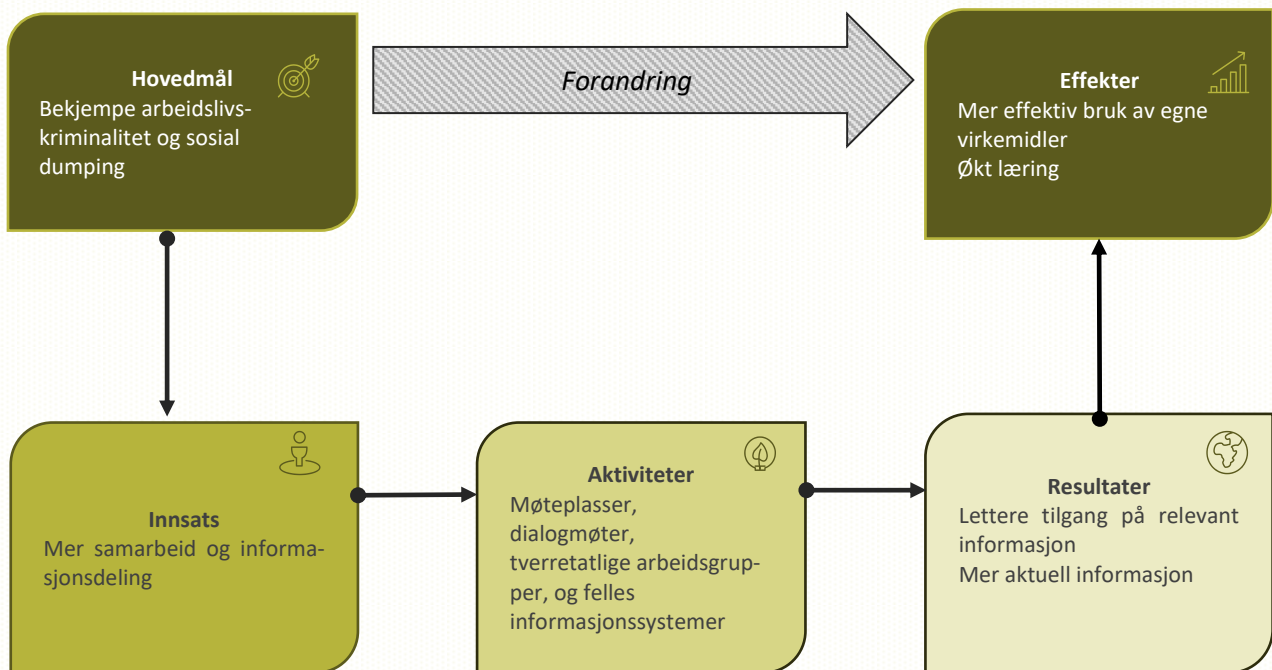 Hovedmål
Bekjempe arbeidslivs-
kriminalitet og sosial
dumping
Forandring
Effekter
Mer effektiv bruk av egne
virkemidler
Økt læring
Innsats
Mer samarbeid og informa-
sjonsdeling
Aktiviteter
Møteplasser,
dialogmøter,
tverretatlige arbeidsgrup-
per, og felles
informasjonssystemer
Resultater
Lettere tilgang på relevant
informasjon
Mer aktuell informasjon